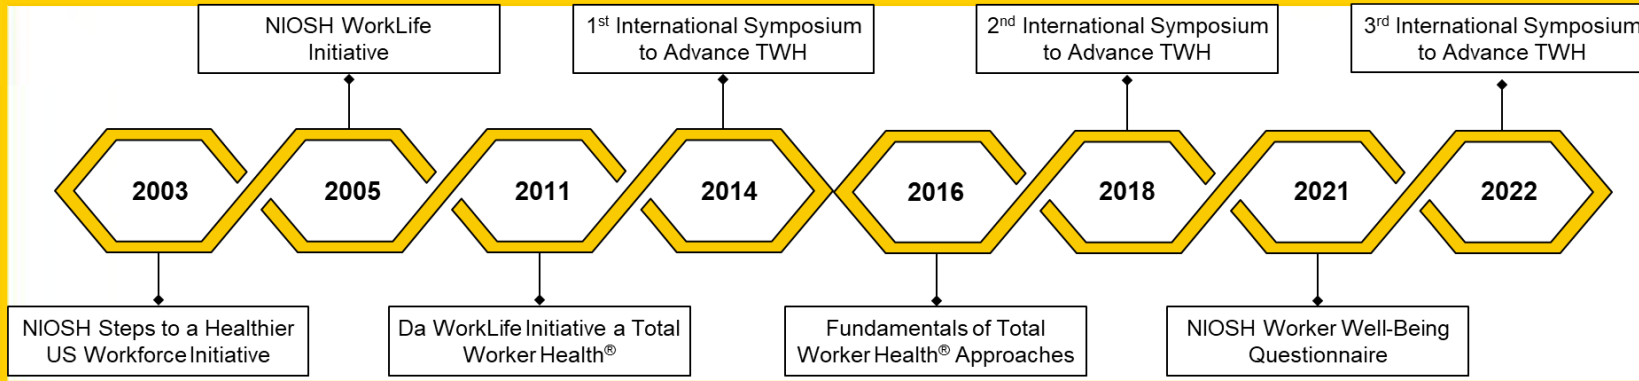 NIOSH WorkLife
Initiative
1st International Symposium
to Advance TWH
2nd International Symposium
to Advance TWH
3rd International Symposium
to Advance TWH
2003
2005
2011
2014
2016
2018
2021
2022
NIOSH Steps to a Healthier
US Workforce Initiative
Da WorkLife Initiative a Total
Worker Health®
Fundamentals of Total
Worker Health® Approaches
NIOSH Worker Well-Being
Questionnaire